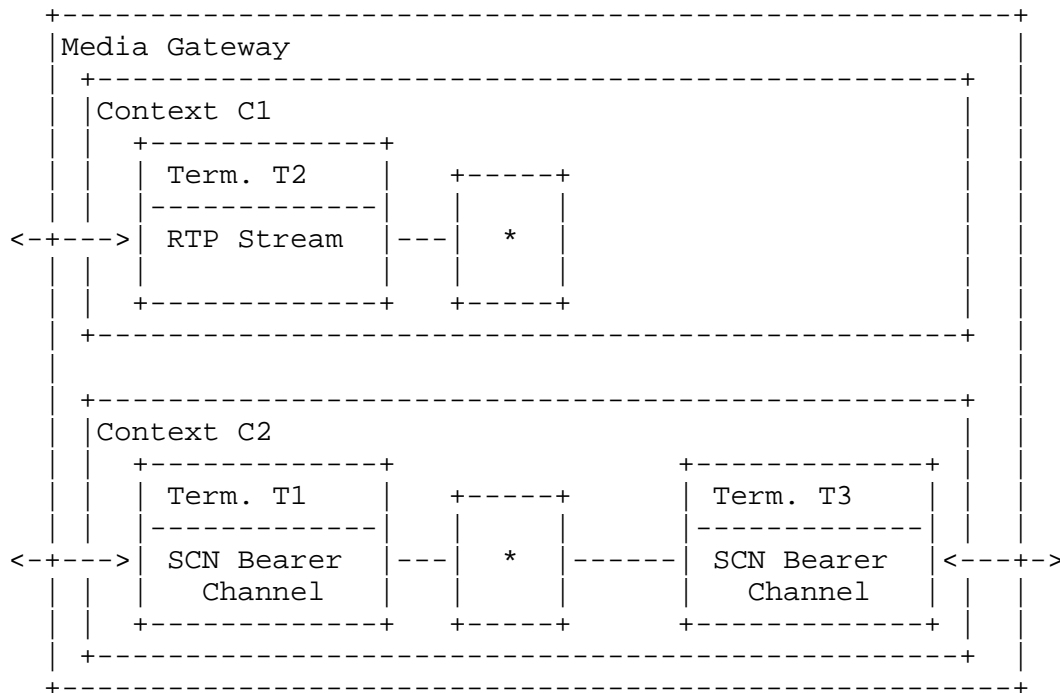 Media Gateway
Context C1
Term. T2
RTP Stream
*
Context C2
Term. T1
SCN Bearer
Channel
*
Term. T3
SCN Bearer
Channel